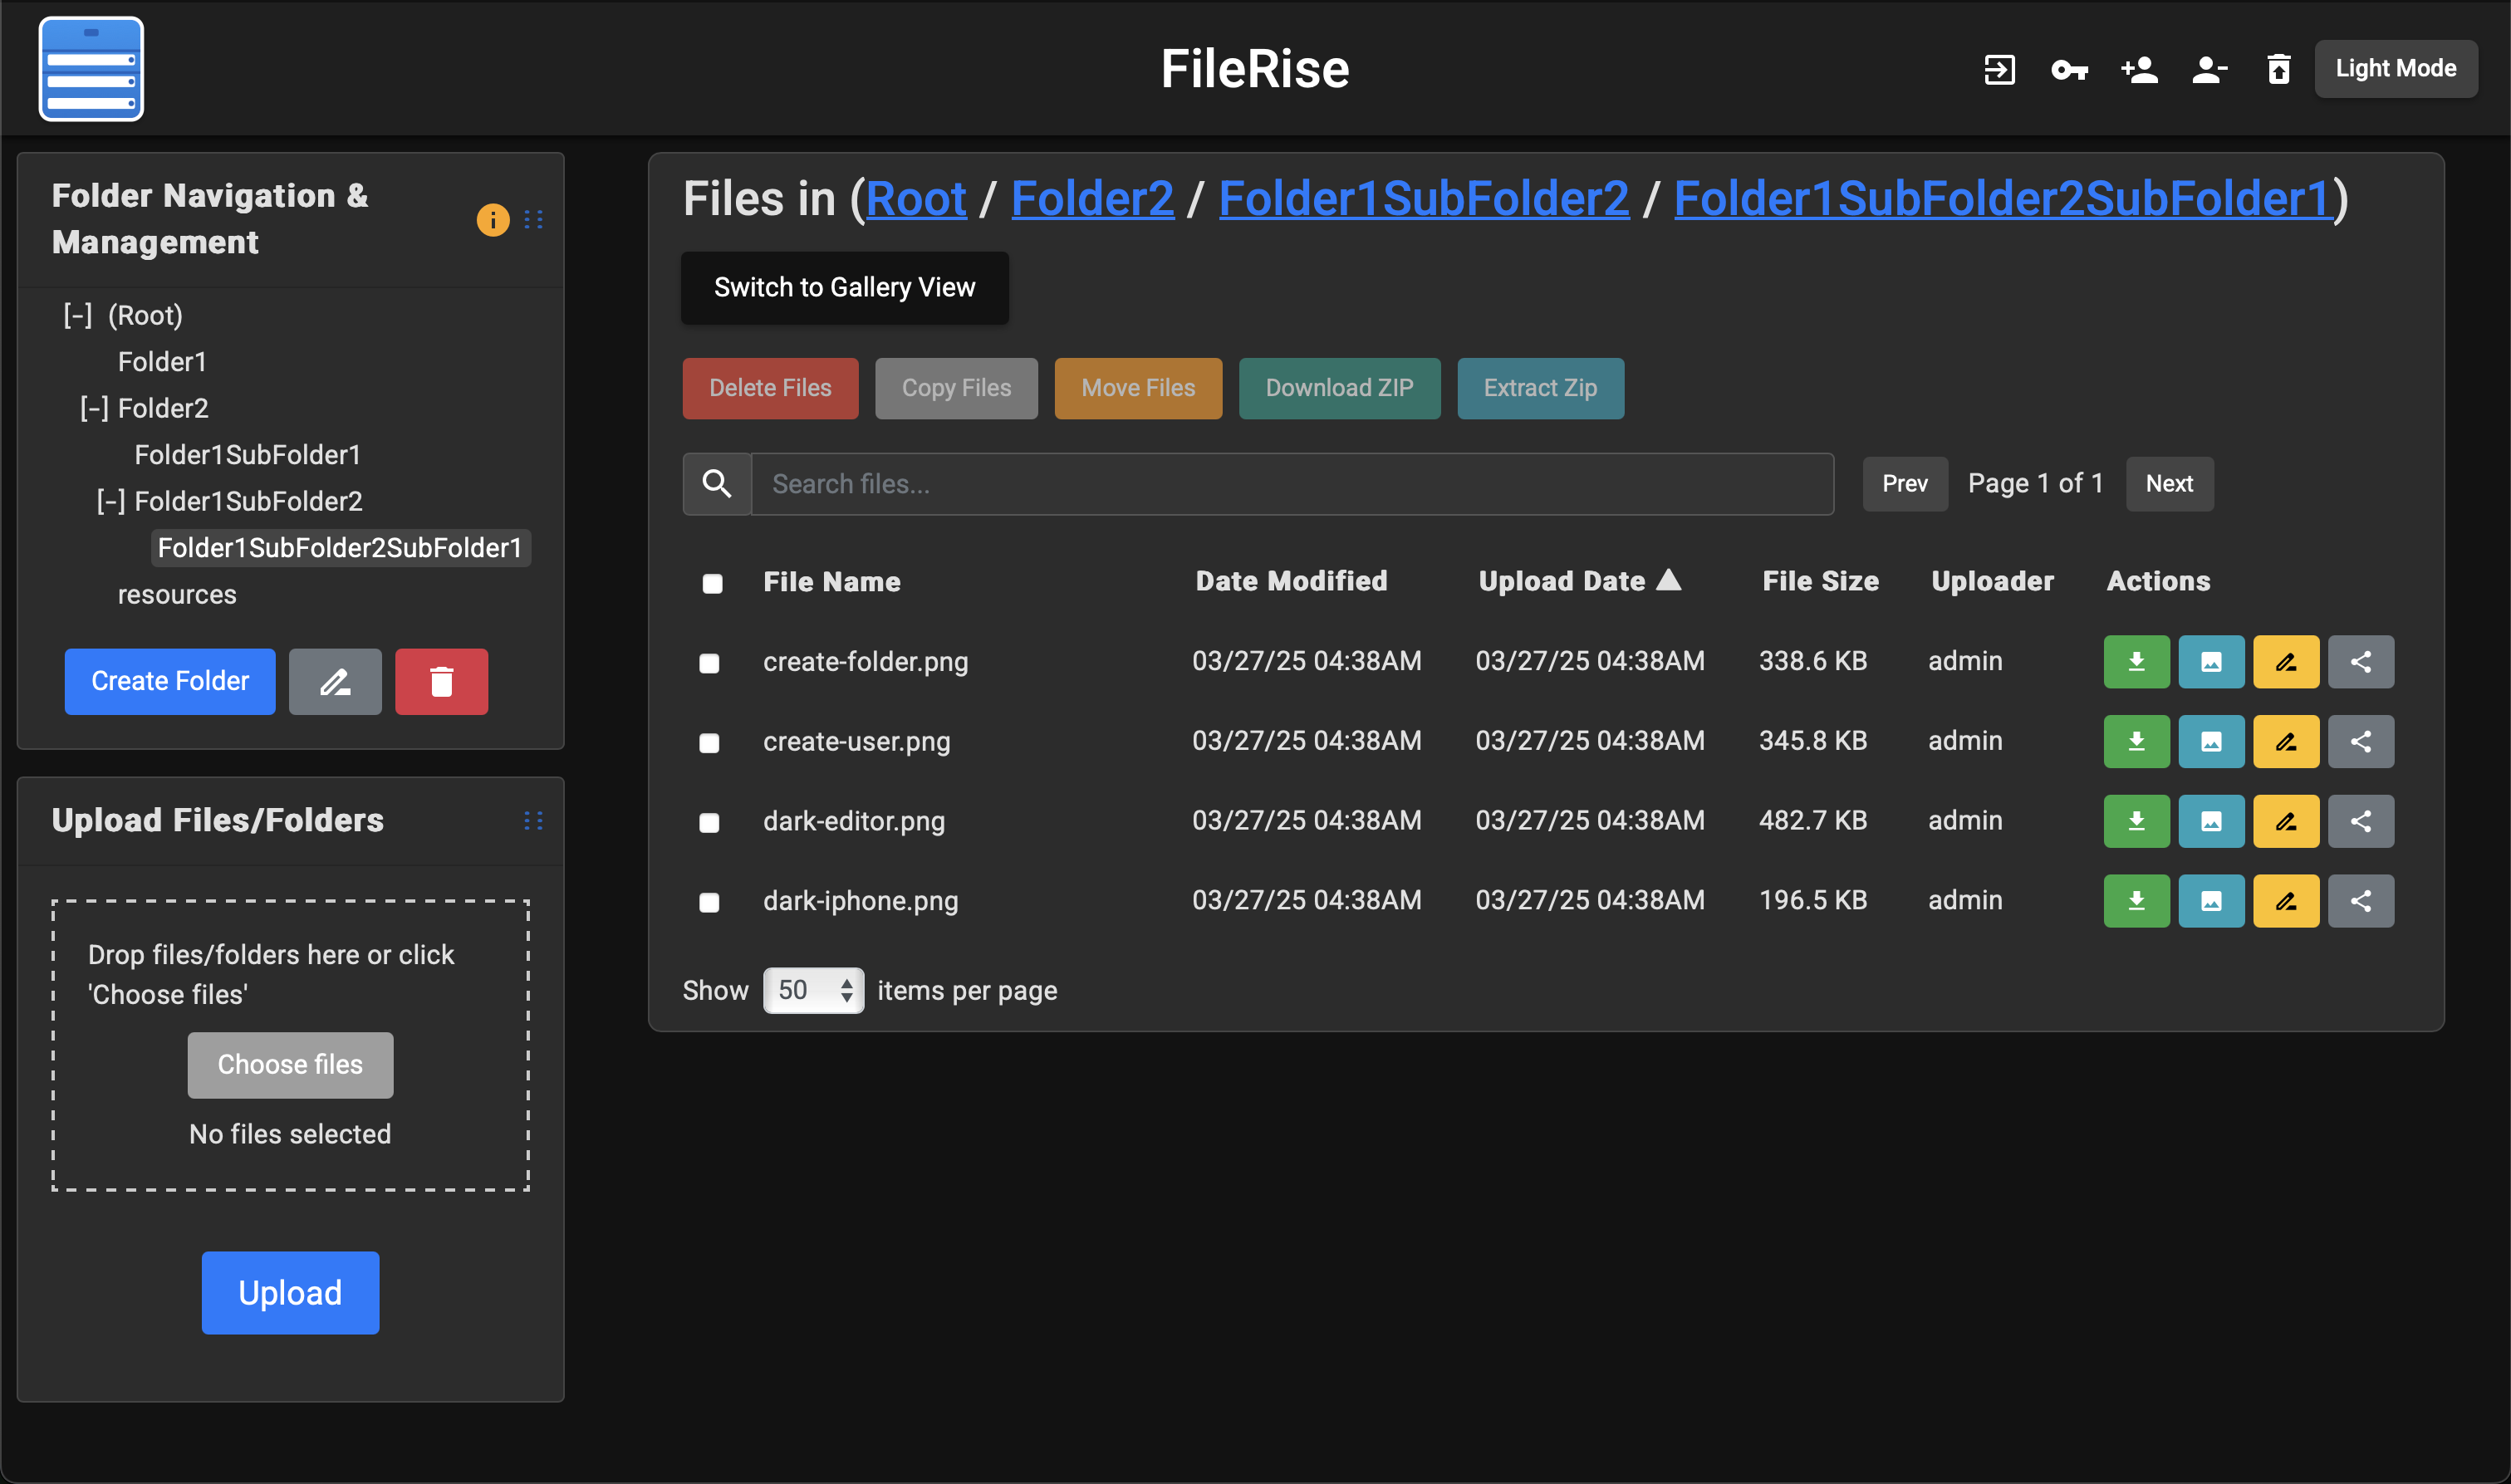 FileRise
Light Mode
Folder Navigation &
Management
[-] (Root)
Folder1
[-] Folder2
Folder1SubFolder1
[-] Folder1SubFolder2
Folder1SubFolder2SubFolder1
resources
Create Folder
Upload Files/Folders
Drop files/folders here or click
'Choose files'
Choose files
No files selected
Upload
Files in (Root / Folder2 / Folder1SubFolder2 / Folder1SubFolder2SubFolder1)
Switch to Gallery View
Delete Files Copy Files Move Files Download ZIP Extract Zip
Search files... Prev Page 1 of 1 Next
File Name Date Modified Upload Date ▲ File Size Uploader Actions
create-folder.png 03/27/25 04:38AM 03/27/25 04:38AM 338.6 KB admin
create-user.png 03/27/25 04:38AM 03/27/25 04:38AM 345.8 KB admin
dark-editor.png 03/27/25 04:38AM 03/27/25 04:38AM 482.7 KB admin
dark-iphone.png 03/27/25 04:38AM 03/27/25 04:38AM 196.5 KB admin
Show 50 items per page